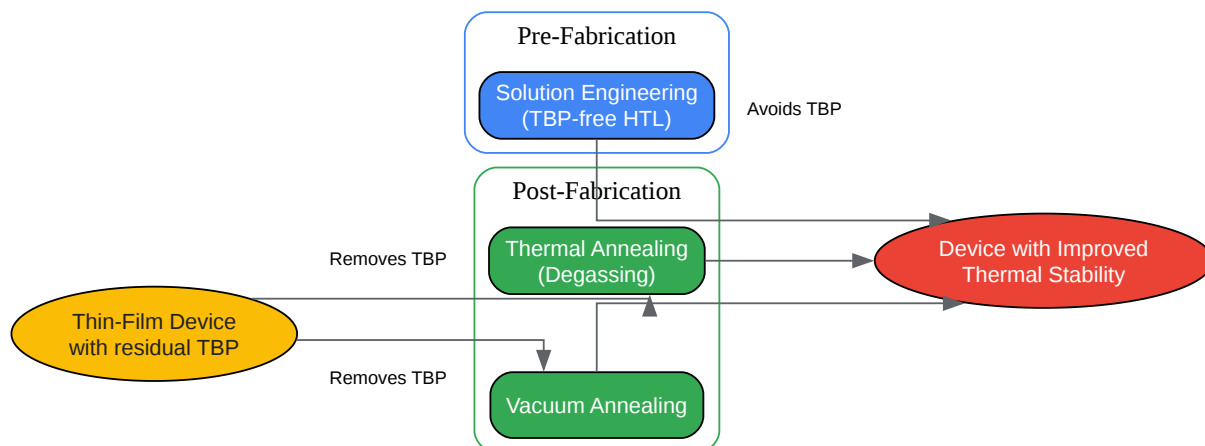 Pre-Fabrication
Solution Engineering
(TBP-free HTL)
Avoids TBP
Post-Fabrication
Thermal Annealing
(Degassing)
Removes TBP
Device with Improved
Thermal Stability
Thin-Film Device
with residual TBP
Removes TBP
Vacuum Annealing